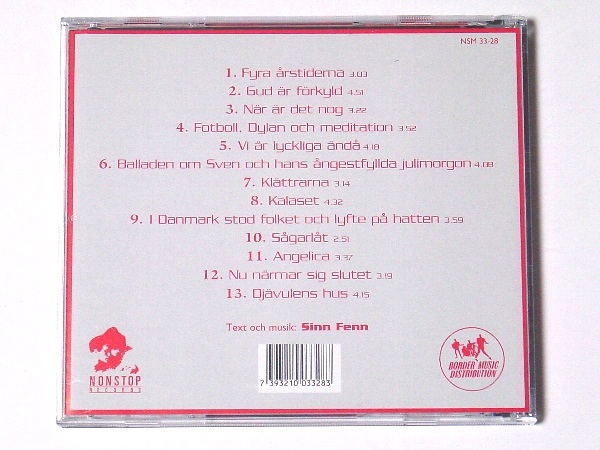 NSM 33-28
1. Fyra årstiderna 3.03
2. Gud är förkyld 4.51
3. När är det nog 3.22
4. Fotboll, Dylan och meditation 3.52
5. Vi är lyckliga ändå 4.18
6. Balladen om Sven och hans ångestfyllda julimorgon 4.08
7. Klättrarna 3.14
8. Kalaset 4.32
9. I Danmark stod folket och lyfte på hatten 3.59
10. Sågarlåt 2.51
11. Angelica 3.37
12. Nu närmar sig slutet 3.19
13. Djävulens hus 4.15
Text och musik: Sinn Fenn
NONSTOP
RECORDS
7 393210 033283
BORDER MUSIC
DISTRIBUTION